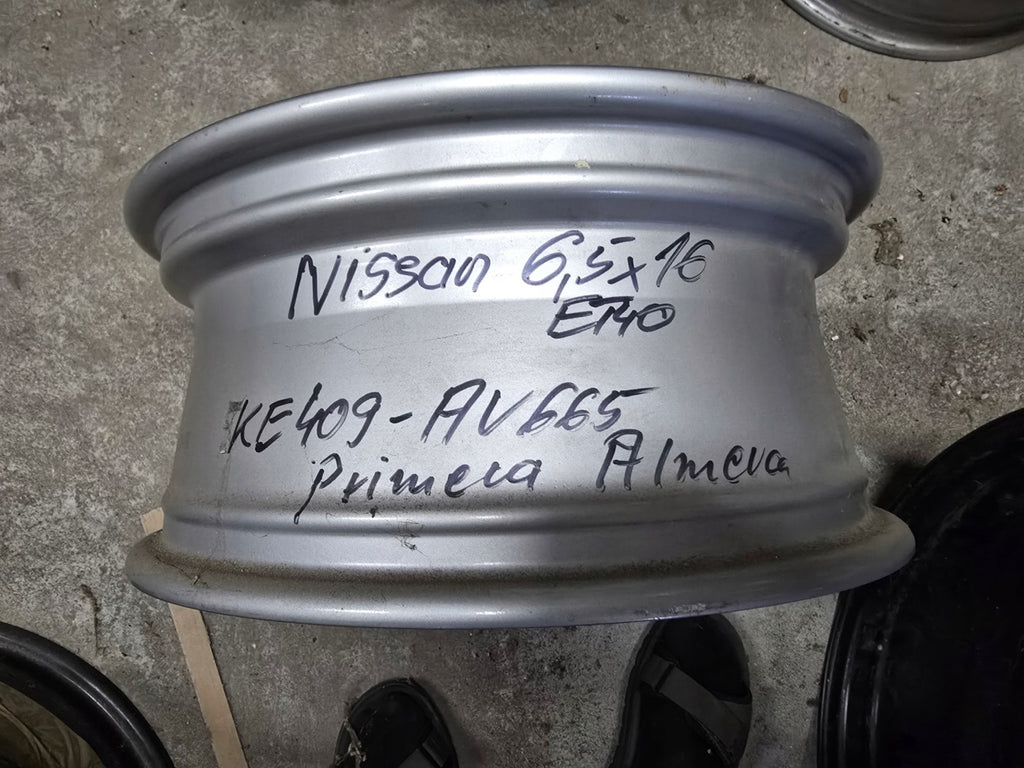 Nissan 6,5x16
ET40
KE409-AV665
Primera Almera